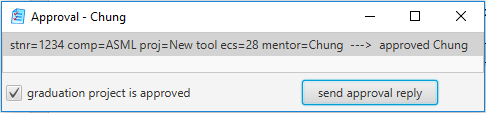 Approval - Chung
stnr=1234 comp=ASML proj=New tool ecs=28 mentor=Chung ---> approved Chung
graduation project is approved
send approval reply